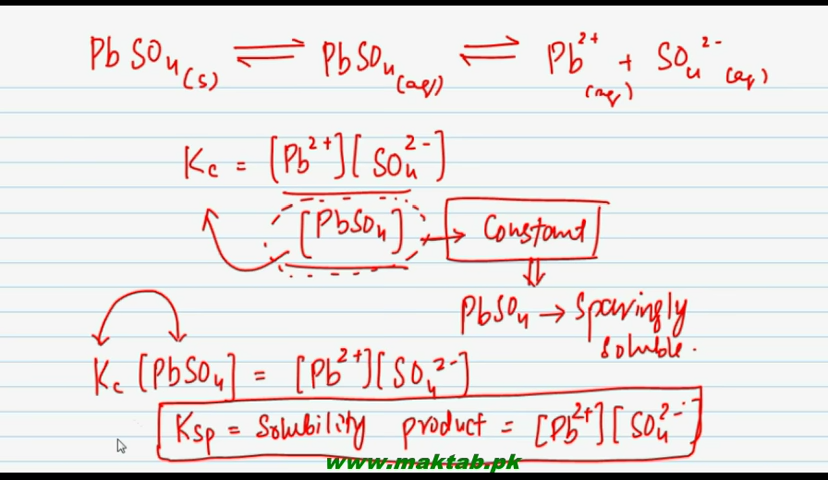 PbSO₄(s) ⇌ PbSO₄(aq) ⇌ Pb²⁺(aq) + SO₄²⁻(aq)
Kc = [Pb²⁺][SO₄²⁻]
[PbSO₄] → Constant
PbSO₄ → Sparingly
soluble.
Kc [PbSO₄] = [Pb²⁺][SO₄²⁻]
Ksp = Solubility product = [Pb²⁺][SO₄²⁻]
www.maktab.pk